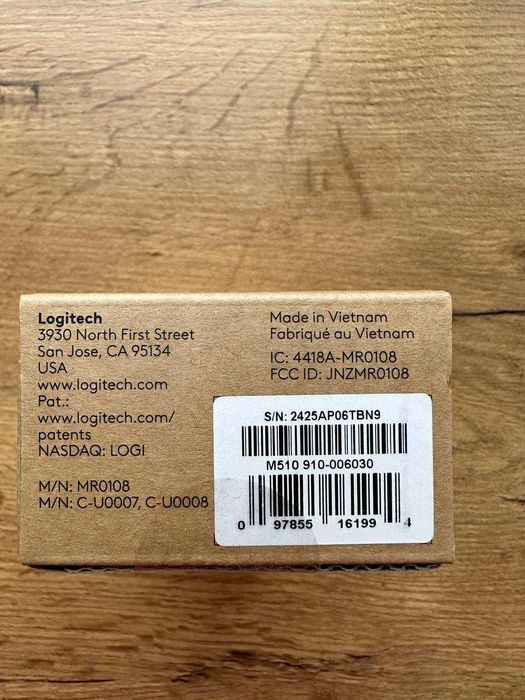 Logitech
3930 North First Street
San Jose, CA 95134
USA
www.logitech.com
Pat.:
www.logitech.com/
patents
NASDAQ: LOGI
M/N: MR0108
M/N: C-U0007, C-U0008
Made in Vietnam
Fabriqué au Vietnam
IC: 4418A-MR0108
FCC ID: JNZMR0108
S/N: 2425AP06TBN9
M510 910-006030
0 97855 16199 4